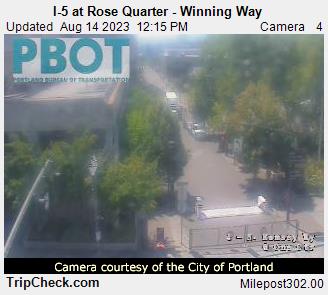 I-5 at Rose Quarter - Winning Way
Updated Aug 14 2023 12:15 PM Camera 4
PBOT
PORTLAND BUREAU OF TRANSPORTATION
Camera courtesy of the City of Portland
TripCheck.com Milepost302.00